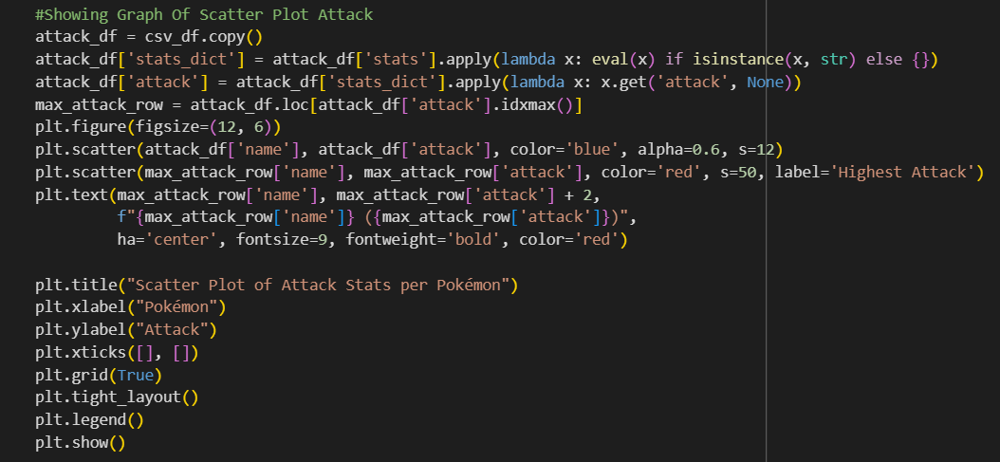 #Showing Graph Of Scatter Plot Attack
attack_df = csv_df.copy()
attack_df['stats_dict'] = attack_df['stats'].apply(lambda x: eval(x) if isinstance(x, str) else {})
attack_df['attack'] = attack_df['stats_dict'].apply(lambda x: x.get('attack', None))
max_attack_row = attack_df.loc[attack_df['attack'].idxmax()]
plt.figure(figsize=(12, 6))
plt.scatter(attack_df['name'], attack_df['attack'], color='blue', alpha=0.6, s=12)
plt.scatter(max_attack_row['name'], max_attack_row['attack'], color='red', s=50, label='Highest Attack')
plt.text(max_attack_row['name'], max_attack_row['attack'] + 2,
         f"{max_attack_row['name']} ({max_attack_row['attack']})",
         ha='center', fontsize=9, fontweight='bold', color='red')

plt.title("Scatter Plot of Attack Stats per Pokémon")
plt.xlabel("Pokémon")
plt.ylabel("Attack")
plt.xticks([], [])
plt.grid(True)
plt.tight_layout()
plt.legend()
plt.show()